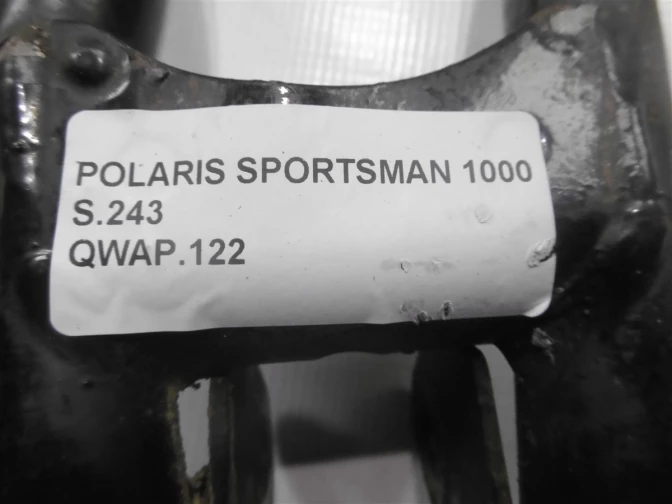 POLARIS SPORTSMAN 1000
S.243
QWAP.122